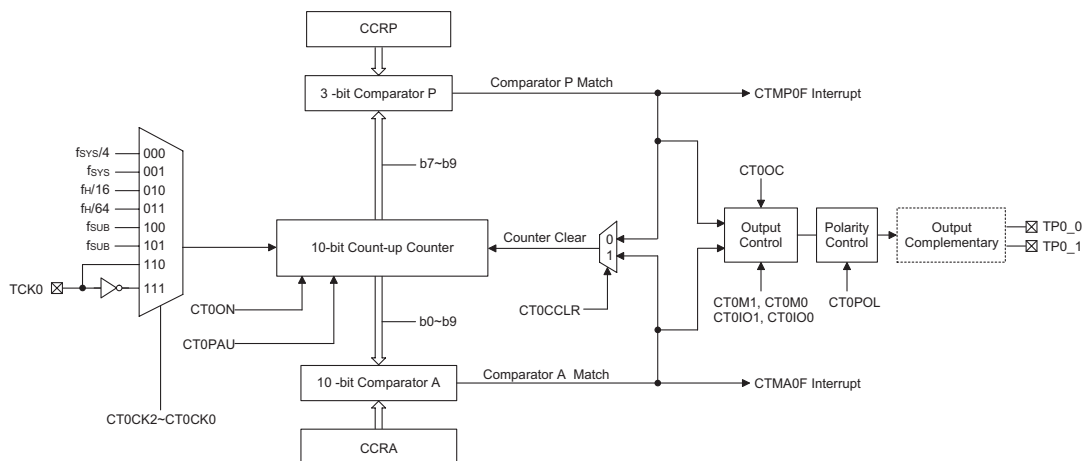 CCRP
3 -bit Comparator P
Comparator P Match
CTMP0F Interrupt
b7~b9
fSYS/4
000
fSYS
001
fH/16
010
fH/64
011
fSUB
100
fSUB
101
110
111
TCK0
CT0CK2~CT0CK0
10-bit Count-up Counter
CT0ON
CT0PAU
Counter Clear
0
1
CT0CCLR
CT0OC
Output
Control
CT0M1, CT0M0
CT0IO1, CT0IO0
Polarity
Control
CT0POL
Output
Complementary
TP0_0
TP0_1
b0~b9
10 -bit Comparator A
Comparator A Match
CTMA0F Interrupt
CCRA